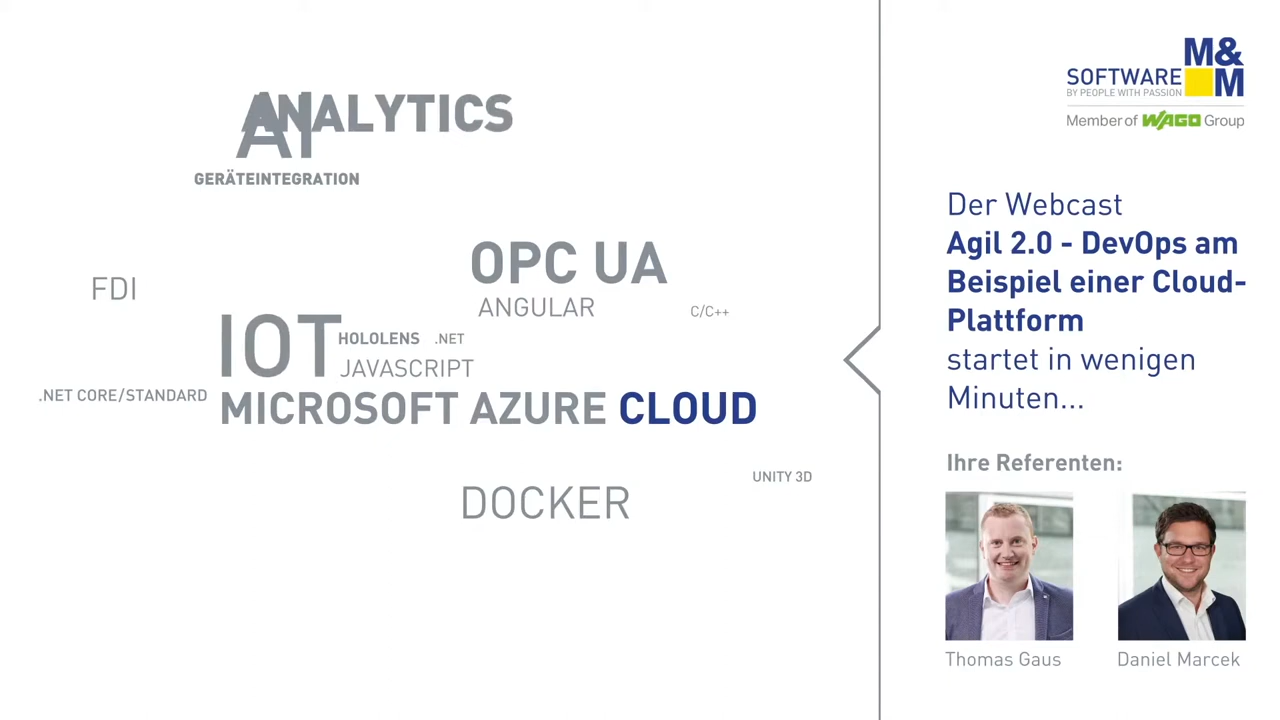 ANALYTICS
AI
GERÄTEINTEGRATION
OPC UA
FDI
ANGULAR
C/C++
IOT
HOLOLENS
.NET
JAVASCRIPT
.NET CORE/STANDARD
MICROSOFT AZURE CLOUD
UNITY 3D
DOCKER
M&
SOFTWARE M
BY PEOPLE WITH PASSION
Member of WAGO Group
Der Webcast
Agil 2.0 - DevOps am
Beispiel einer Cloud-
Plattform
startet in wenigen
Minuten...
Ihre Referenten:
Thomas Gaus
Daniel Marcek